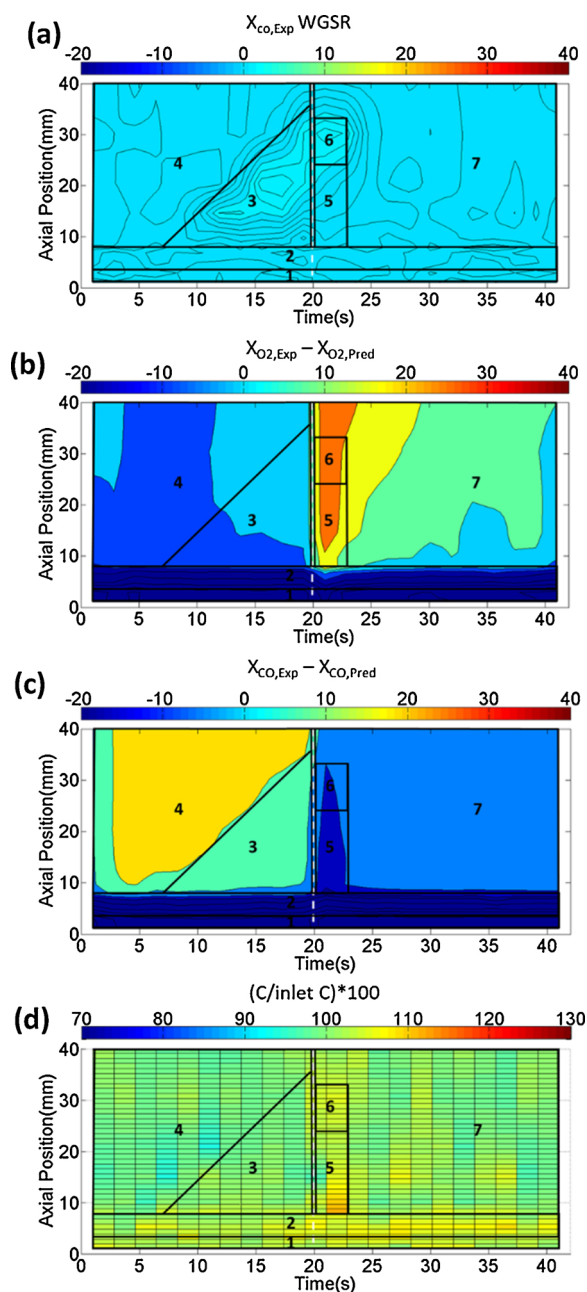 (a)
X_co,Exp WGSR
-20 -10 0 10 20 30 40
Axial Position(mm)
40
30
20
10
0
4
3
6
5
7
2
1
0 5 10 15 20 25 30 35 40
Time(s)
(b)
X_O2,Exp – X_O2,Pred
-20 -10 0 10 20 30 40
Axial Position(mm)
40
30
20
10
0
4
3
6
5
7
2
1
0 5 10 15 20 25 30 35 40
Time(s)
(c)
X_CO,Exp – X_CO,Pred
-20 -10 0 10 20 30 40
Axial Position(mm)
40
30
20
10
0
4
3
6
5
7
2
1
0 5 10 15 20 25 30 35 40
Time(s)
(d)
(C/inlet C)*100
70 80 90 100 110 120 130
Axial Position(mm)
40
30
20
10
0
4
3
6
5
7
2
1
0 5 10 15 20 25 30 35 40
Time(s)